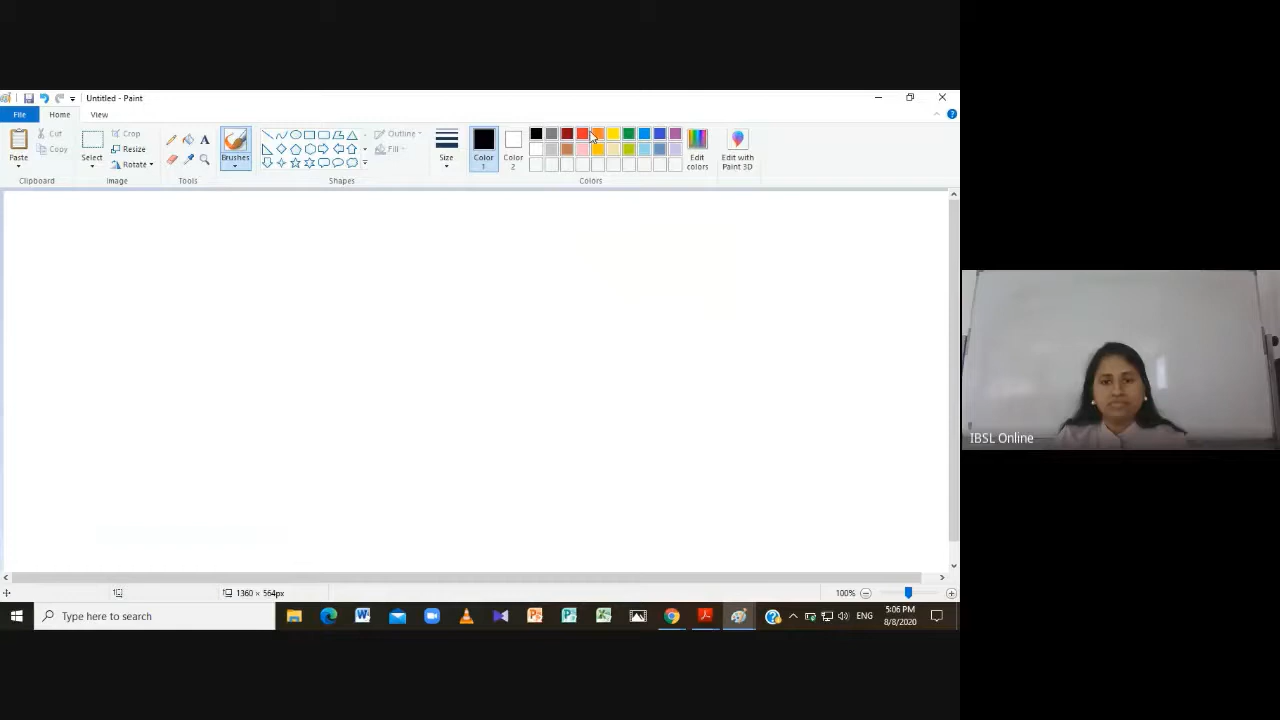 Untitled - Paint
File Home View
Paste
Cut
Copy
Clipboard
Select
Crop
Resize
Rotate
Image
Tools
Brushes
Outline
Fill
Shapes
Size
Color 1
Color 2
Edit colors
Edit with Paint 3D
Colors
IBSL Online
1360 × 564px
100%
Type here to search
ENG
5:06 PM
8/8/2020